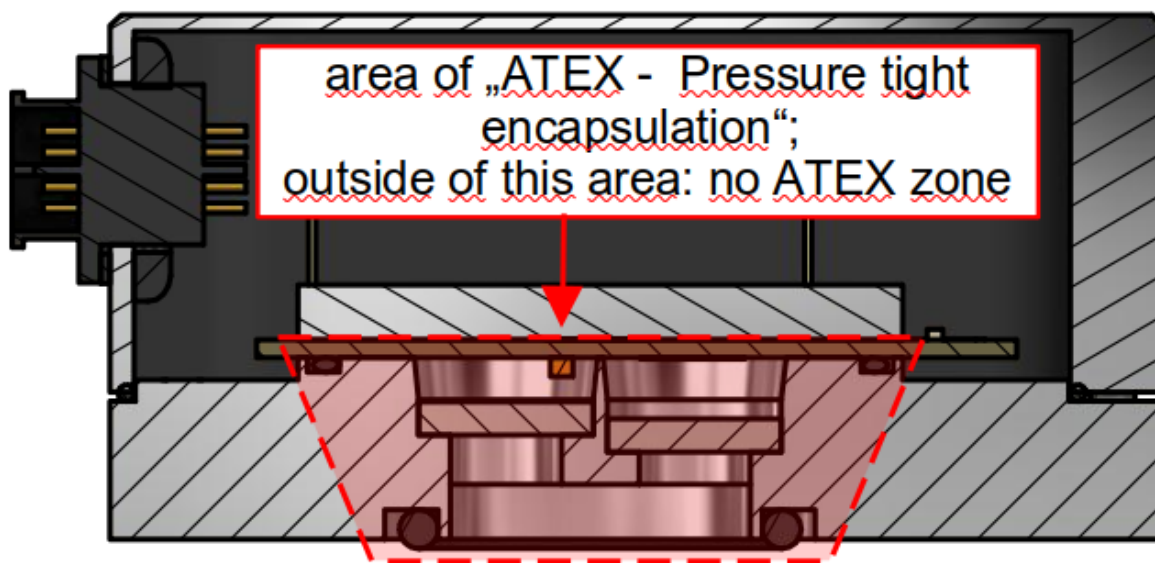 area of „ATEX -  Pressure tight
encapsulation“;
outside of this area: no ATEX zone